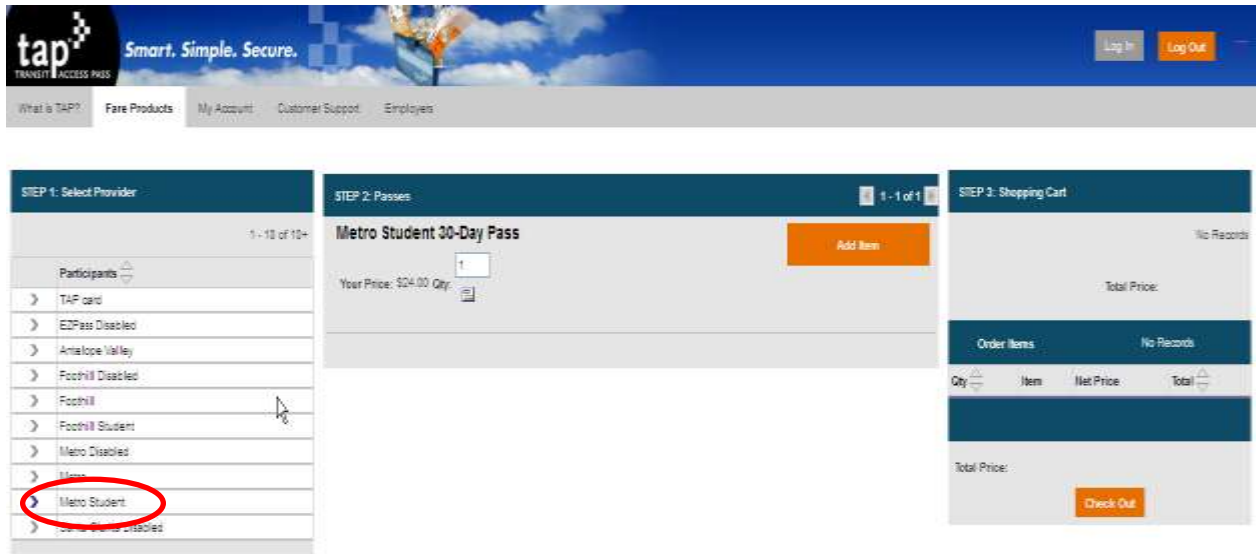 tap
TRANSIT ACCESS PASS
Smart. Simple. Secure.
Log In
Log Out
What is TAP?
Fare Products
My Account
Customer Support
Employers
STEP 1: Select Provider
1 - 10 of 10+
Participants
TAP card
EZPass Disabled
Antelope Valley
Foothill Disabled
Foothill
Foothill Student
Metro Disabled
Metro
Metro Student
Santa Clarita Disabled
STEP 2: Passes
1 - 1 of 1
Metro Student 30-Day Pass
Add Item
Your Price: $24.00 Qty: 1
STEP 3: Shopping Cart
No Records
Total Price:
Order Items
No Records
Qty Item Net Price Total
Total Price:
Check Out